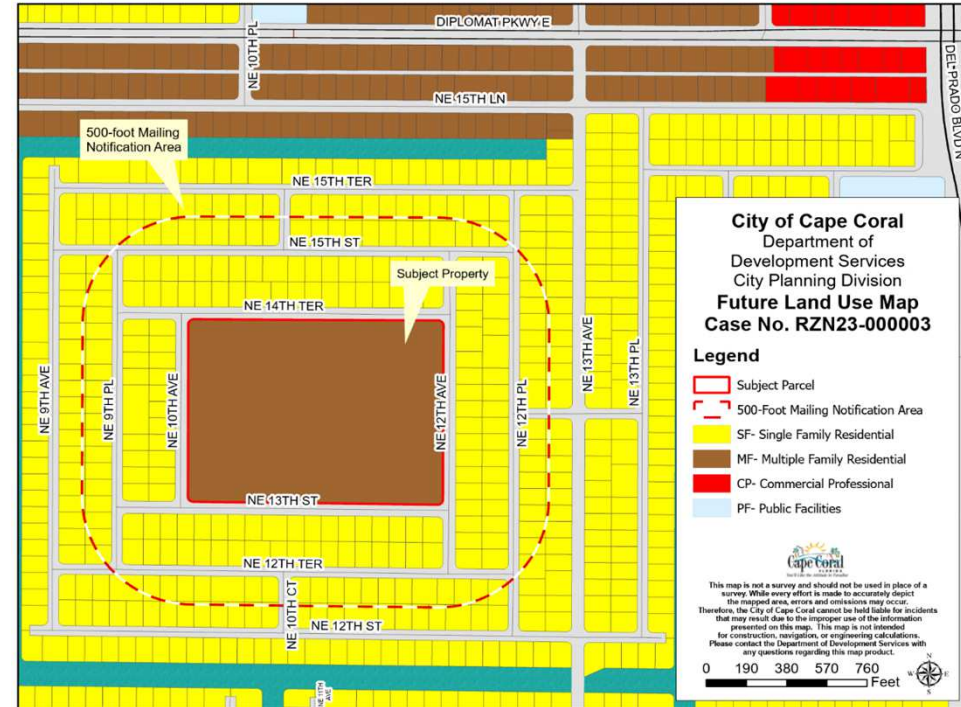 DIPLOMAT PKWY E
NE 10TH PL
DEL PRADO BLVD N
NE 15TH LN
500-foot Mailing
Notification Area
NE 15TH TER
NE 15TH ST
Subject Property
NE 14TH TER
NE 9TH AVE
NE 9TH PL
NE 10TH AVE
NE 12TH AVE
NE 12TH PL
NE 13TH AVE
NE 13TH PL
NE 13TH ST
NE 12TH TER
NE 10TH CT
NE 12TH ST
NE 11TH
AVE
City of Cape Coral
Department of
Development Services
City Planning Division
Future Land Use Map
Case No. RZN23-000003
Legend
Subject Parcel
500-Foot Mailing Notification Area
SF- Single Family Residential
MF- Multiple Family Residential
CP- Commercial Professional
PF- Public Facilities
Cape Coral
FLORIDA
This map is not a survey and should not be used in place of a
survey. While every effort is made to accurately depict
the mapped area, errors and omissions may occur.
Therefore, the City of Cape Coral cannot be held liable for incidents
that may result due to the improper use of the information
presented on this map. This map is not intended
for construction, navigation, or engineering calculations.
Please contact the Department of Development Services with
any questions regarding this map product.
0 190 380 570 760
Feet
N
W E
S